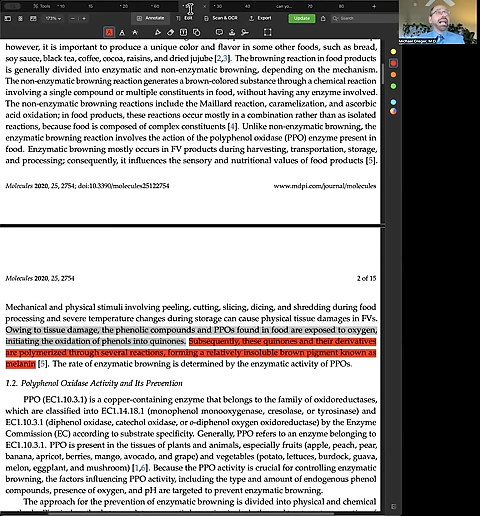 Tools
10
15
20
25
30
can yo..
70
80
173%
Annotate
Edit
Scan & OCR
Export
Update
Search
Michael Greger, M.D.
however, it is important to produce a unique color and flavor in some other foods, such as bread,
soy sauce, black tea, coffee, cocoa, raisins, and dried jujube [2,3]. The browning reaction in food products
is generally divided into enzymatic and non-enzymatic browning, depending on the mechanism.
The non-enzymatic browning reaction generates a brown-colored substance through a chemical reaction
involving a single compound or multiple constituents in food, without having any enzyme involved.
The non-enzymatic browning reactions include the Maillard reaction, caramelization, and ascorbic
acid oxidation; in food products, these reactions occur mostly in a combination rather than as isolated
reactions, because food is composed of complex constituents [4]. Unlike non-enzymatic browning, the
enzymatic browning reaction involves the action of the polyphenol oxidase (PPO) enzyme present in
food. Enzymatic browning mostly occurs in FV products during harvesting, transportation, storage,
and processing; consequently, it influences the sensory and nutritional values of food products [5].
Molecules 2020, 25, 2754; doi:10.3390/molecules25122754
www.mdpi.com/journal/molecules
Molecules 2020, 25, 2754
2 of 15
Mechanical and physical stimuli involving peeling, cutting, slicing, dicing, and shredding during food
processing and severe temperature changes during storage can cause physical tissue damages in FVs.
Owing to tissue damage, the phenolic compounds and PPOs found in food are exposed to oxygen,
initiating the oxidation of phenols into quinones. Subsequently, these quinones and their derivatives
are polymerized through several reactions, forming a relatively insoluble brown pigment known as
melanin [5]. The rate of enzymatic browning is determined by the enzymatic activity of PPOs.
1.2. Polyphenol Oxidase Activity and Its Prevention
PPO (EC1.10.3.1) is a copper-containing enzyme that belongs to the family of oxidoreductases,
which are classified into EC1.14.18.1 (monophenol monooxygenase, cresolase, or tyrosinase) and
EC1.10.3.1 (diphenol oxidase, catechol oxidase, or o-diphenol oxygen oxidoreductase) by the Enzyme
Commission (EC) according to substrate specificity. Generally, PPO refers to an enzyme belonging to
EC1.10.3.1. PPO is present in the tissues of plants and animals, especially fruits (apple, peach, pear,
banana, apricot, berries, mango, avocado, and grape) and vegetables (potato, lettuces, burdock, guava,
melon, eggplant, and mushroom) [1,6]. Because the PPO activity is crucial for controlling enzymatic
browning, the factors influencing PPO activity, including the type and amount of endogenous phenol
compounds, presence of oxygen, and pH are targeted to prevent enzymatic browning.
The approach for the prevention of enzymatic browning is divided into physical and chemical